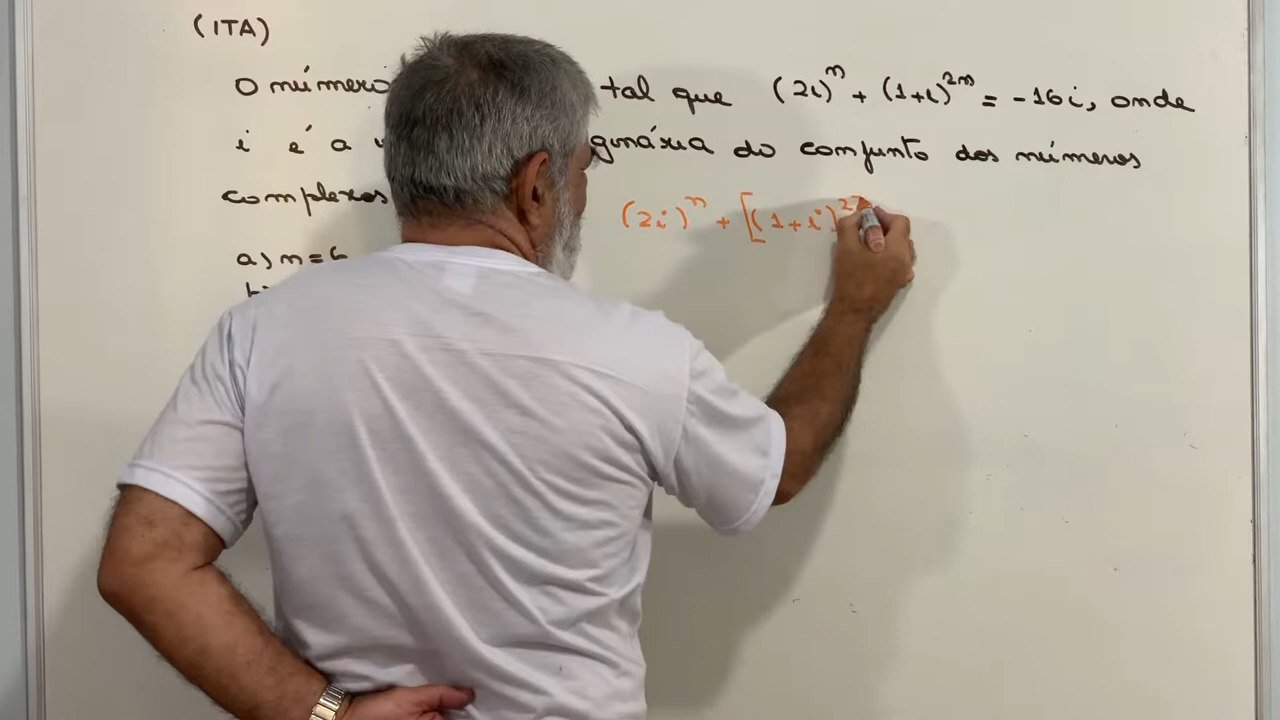 (ITA)
O número tal que (2i)^n + (1+i)^{2n} = -16i, onde
i é a ginária do conjunto dos números
complexos (2i)^n + [(1+i)^2
a) n = 6
b)